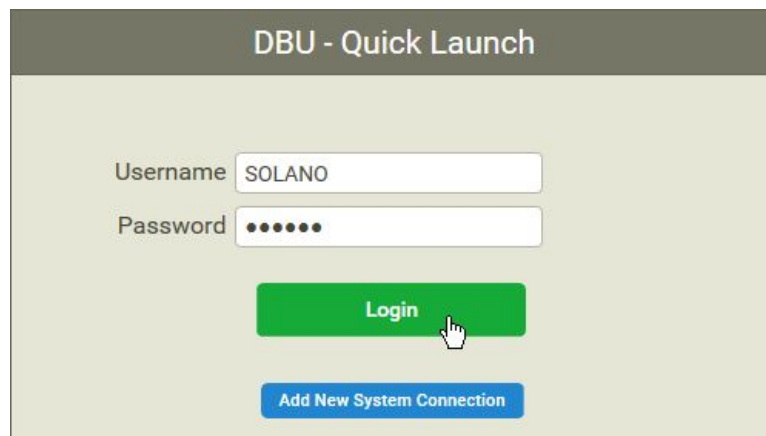 DBU - Quick Launch
Username SOLANO
Password ●●●●●●
Login
Add New System Connection